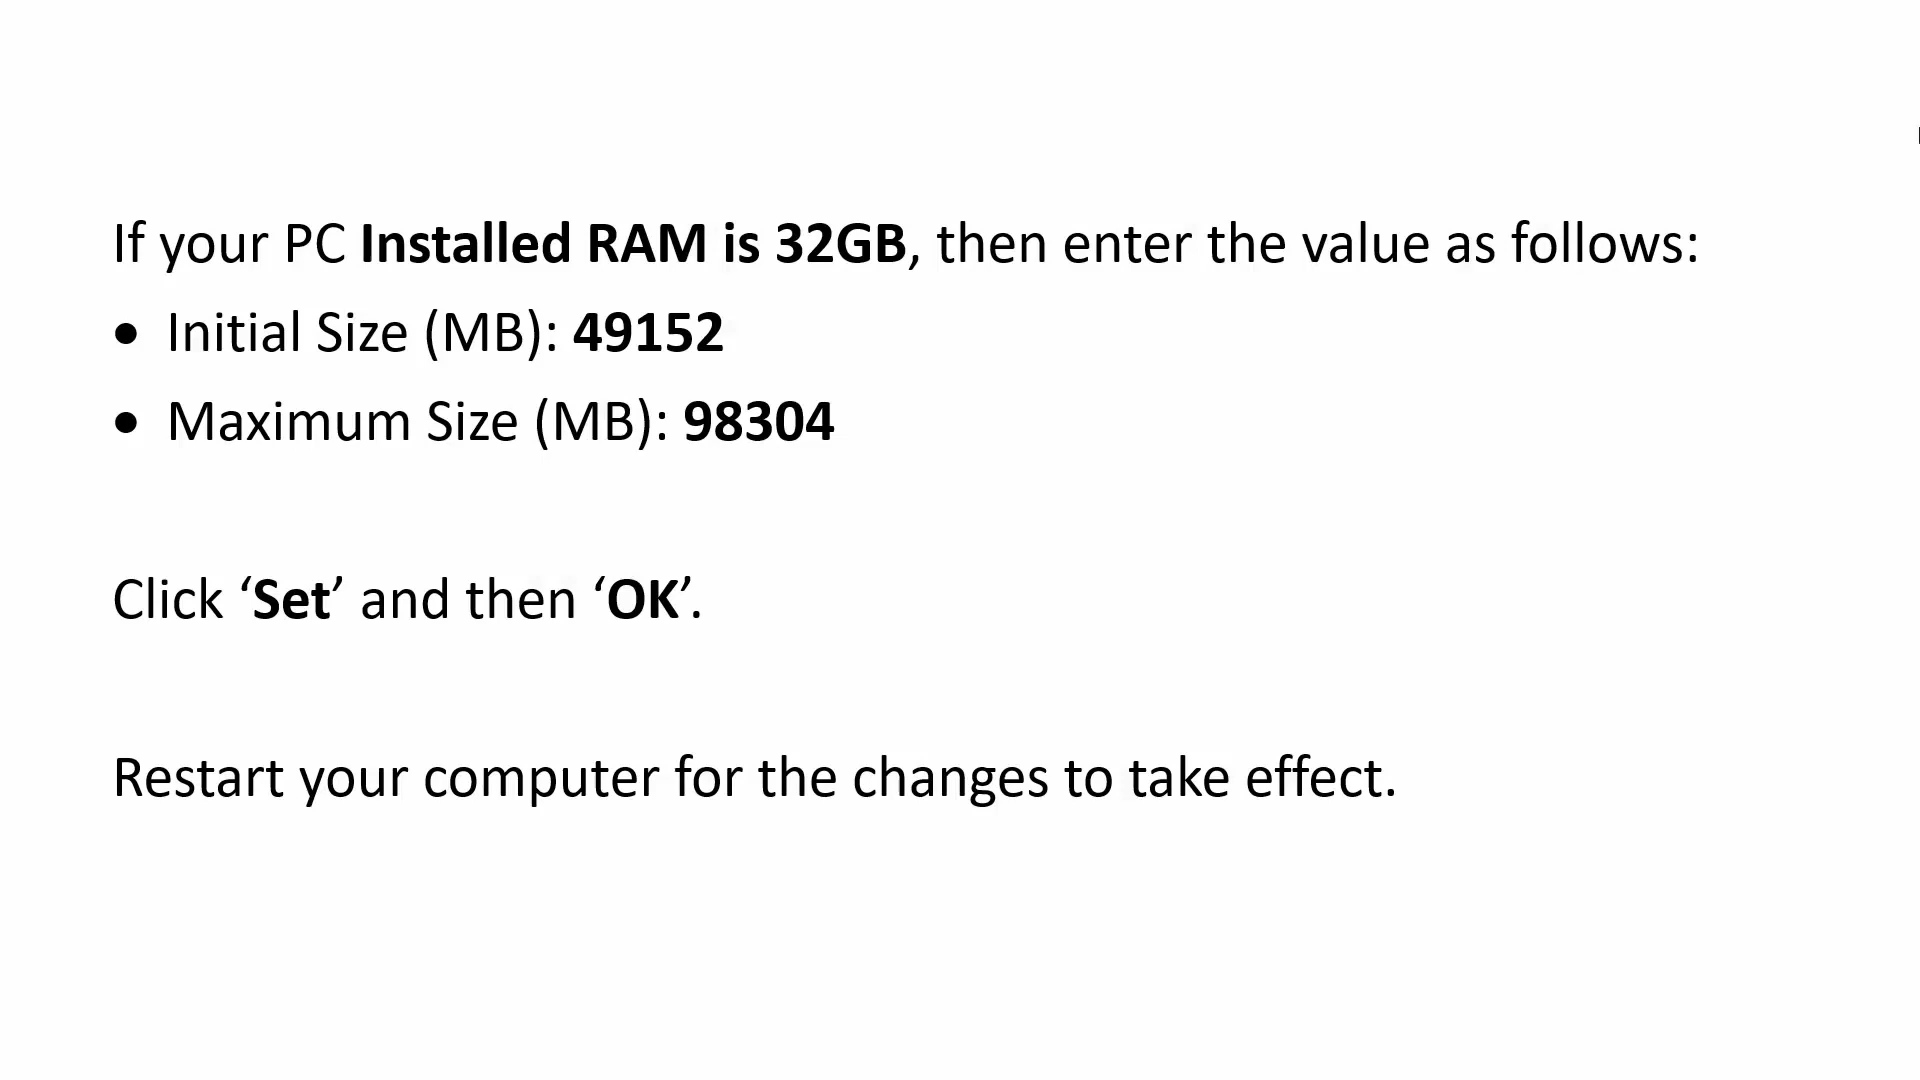 If your PC Installed RAM is 32GB, then enter the value as follows:
• Initial Size (MB): 49152
• Maximum Size (MB): 98304
Click ‘Set’ and then ‘OK’.
Restart your computer for the changes to take effect.